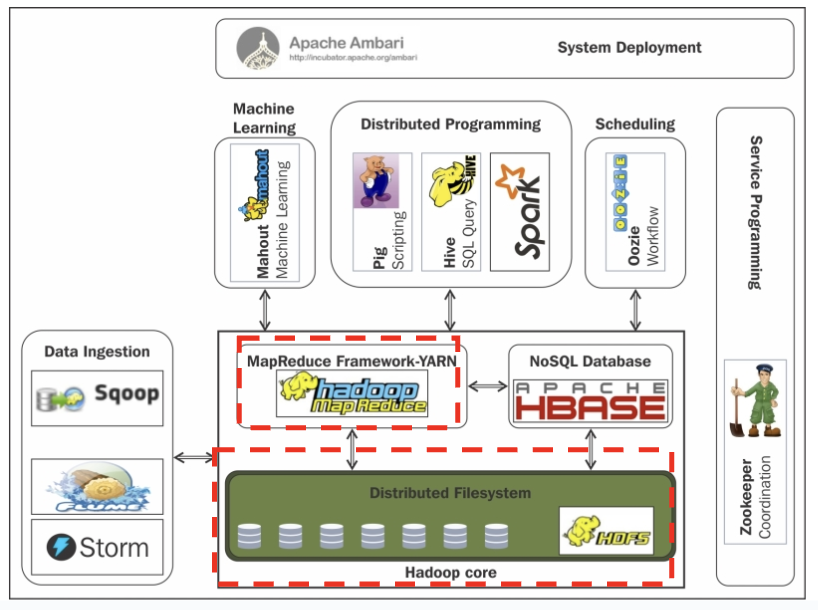 Apache Ambari
http://incubator.apache.org/ambari
System Deployment
Machine
Learning
mahout
Mahout
Machine Learning
Distributed Programming
Pig
Scripting
HIVE
Hive
SQL Query
Spark
Scheduling
OOZIE
Oozie
Workflow
Service Programming
Zookeeper
Coordination
Data Ingestion
Sqoop
FLUME
Storm
MapReduce Framework-YARN
hadoop
Map Reduce
NoSQL Database
APACHE
HBASE
Distributed Filesystem
HDFS
Hadoop core